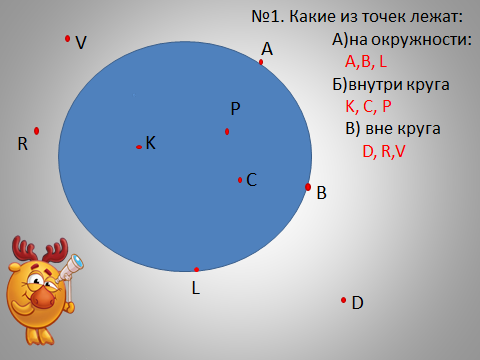 №1. Какие из точек лежат:
А)на окружности:
А,В, L
Б)внутри круга
К, С, Р
В) вне круга
D, R,V
V
A
P
R
K
C
B
L
D